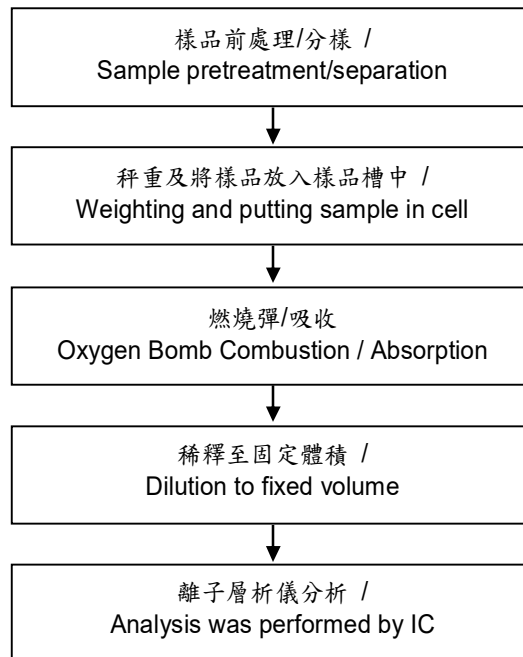 樣品前處理/分樣 /
Sample pretreatment/separation
秤重及將樣品放入樣品槽中 /
Weighting and putting sample in cell
燃燒彈/吸收
Oxygen Bomb Combustion / Absorption
稀釋至固定體積 /
Dilution to fixed volume
離子層析儀分析 /
Analysis was performed by IC